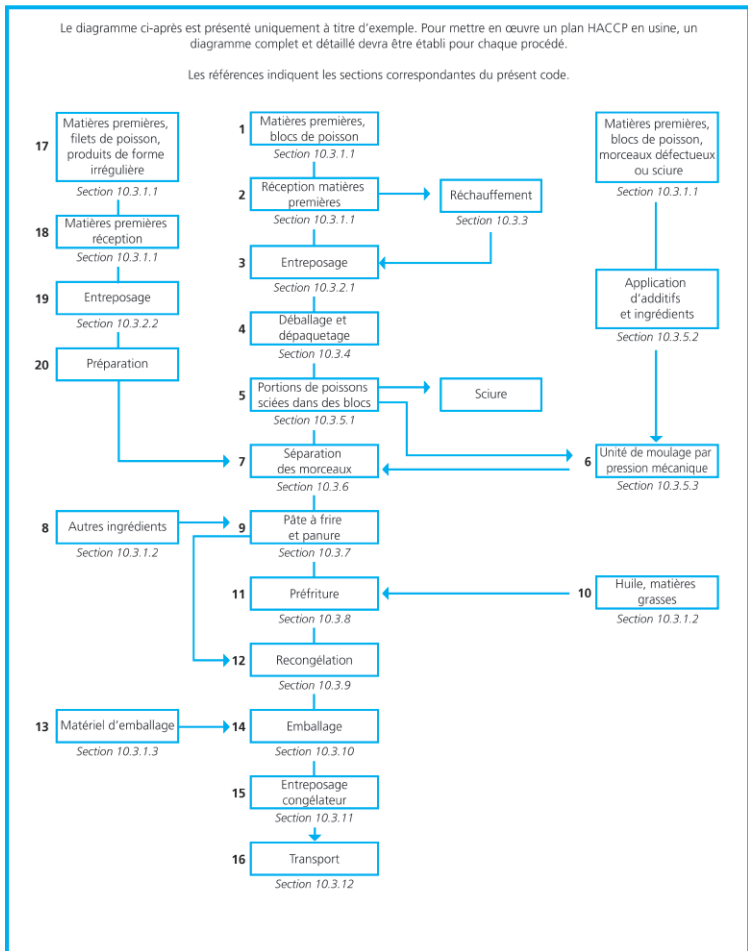 Le diagramme ci-après est présenté uniquement à titre d'exemple. Pour mettre en œuvre un plan HACCP en usine, un
diagramme complet et détaillé devra être établi pour chaque procédé.
Les références indiquent les sections correspondantes du présent code.
17
Matières premières,
filets de poisson,
produits de forme
irrégulière
Section 10.3.1.1
1
Matières premières,
blocs de poisson
Section 10.3.1.1
Matières premières,
blocs de poisson,
morceaux défectueux
ou sciure
Section 10.3.1.1
2
Réception matières
premières
Section 10.3.1.1
Réchauffement
Section 10.3.3
18
Matières premières
réception
Section 10.3.1.1
3
Entreposage
Section 10.3.2.1
19
Entreposage
Section 10.3.2.2
Application
d'additifs
et ingrédients
Section 10.3.5.2
4
Déballage et
dépaquetage
Section 10.3.4
20
Préparation
5
Portions de poissons
sciées dans des blocs
Section 10.3.5.1
Sciure
7
Séparation
des morceaux
Section 10.3.6
6
Unité de moulage par
pression mécanique
Section 10.3.5.3
8
Autres ingrédients
Section 10.3.1.2
9
Pâte à frire
et panure
Section 10.3.7
11
Préfriture
Section 10.3.8
10
Huile, matières
grasses
Section 10.3.1.2
12
Recongélation
Section 10.3.9
13
Matériel d'emballage
Section 10.3.1.3
14
Emballage
Section 10.3.10
15
Entreposage
congélateur
Section 10.3.11
16
Transport
Section 10.3.12